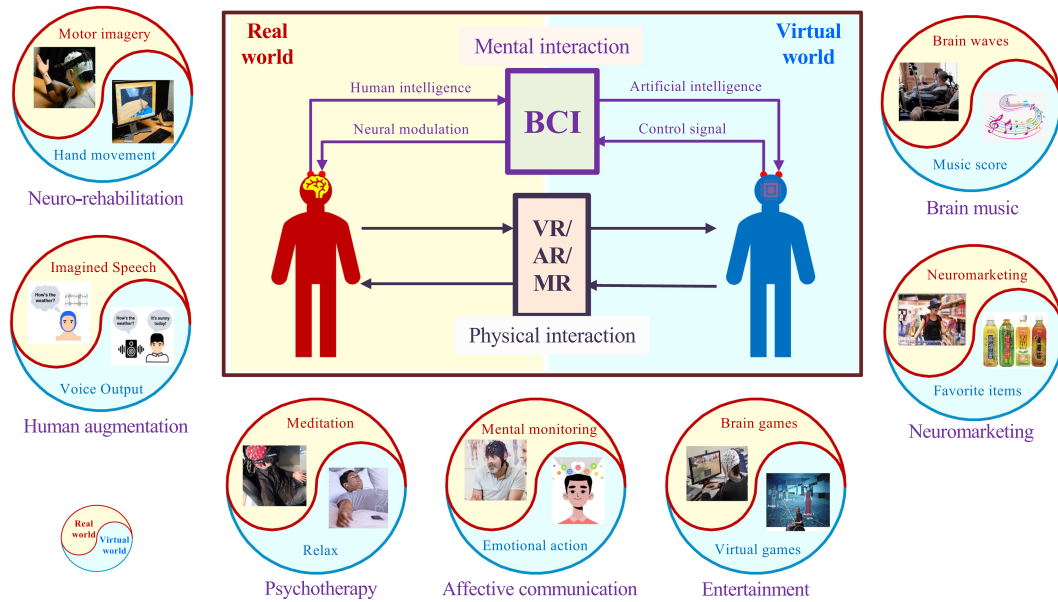 Motor imagery
Hand movement
Neuro-rehabilitation
Real
world
Mental interaction
Virtual
world
Human intelligence
Artificial intelligence
BCI
Neural modulation
Control signal
VR/
AR/
MR
Physical interaction
Brain waves
Music score
Brain music
Imagined Speech
How's the
weather?
How's the
weather?
It's sunny
today!
Voice Output
Human augmentation
Neuromarketing
Favorite items
Neuromarketing
Meditation
Relax
Psychotherapy
Mental monitoring
Emotional action
Affective communication
Brain games
Virtual games
Entertainment
Real
world
Virtual
world